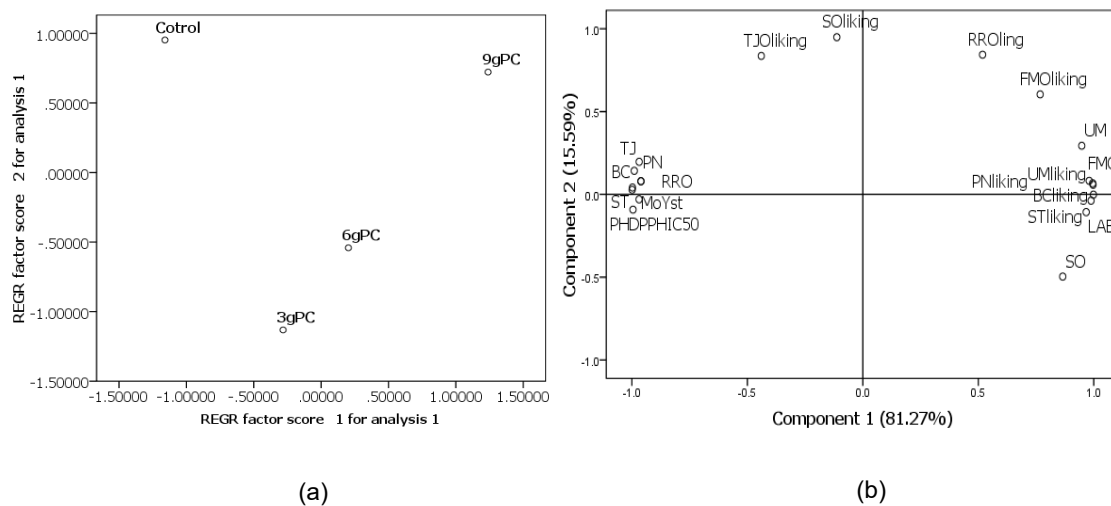 Cotrol
9gPC
6gPC
3gPC
1.00000
.50000
.00000
-.50000
-1.00000
-1.50000
REGR factor score 2 for analysis 1
-1.50000 -1.00000 -.50000 .00000 .50000 1.00000 1.50000
REGR factor score 1 for analysis 1
(a)
SOliking
TJOliking
RROling
FMOliking
UM
TJ
PN
BC
RRO
UMliking
PNliking
BCliking
ST
MoYst
STliking
LAB
PHDPPHIC50
SO
1.0
0.5
0.0
-0.5
-1.0
Component 2 (15.59%)
-1.0 -0.5 0.0 0.5 1.0
Component 1 (81.27%)
(b)